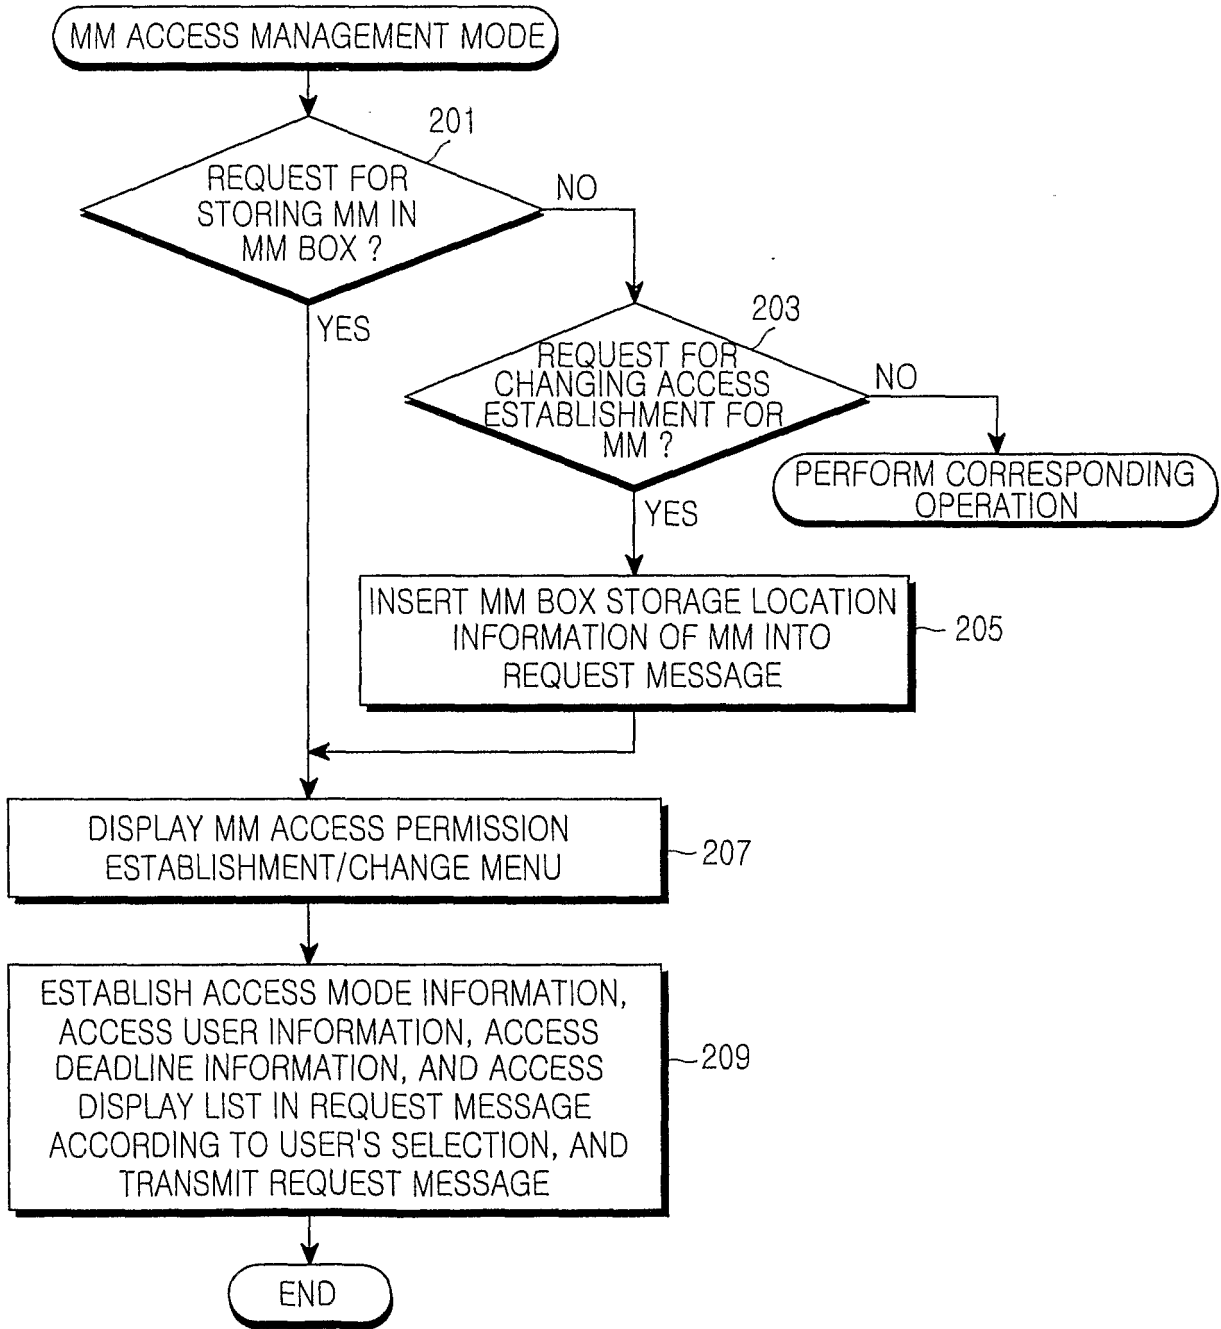 MM ACCESS MANAGEMENT MODE
201
REQUEST FOR
STORING MM IN
MM BOX ?
NO
YES
203
REQUEST FOR
CHANGING ACCESS
ESTABLISHMENT FOR
MM ?
NO
YES
PERFORM CORRESPONDING
OPERATION
INSERT MM BOX STORAGE LOCATION
INFORMATION OF MM INTO
REQUEST MESSAGE
205
DISPLAY MM ACCESS PERMISSION
ESTABLISHMENT/CHANGE MENU
207
ESTABLISH ACCESS MODE INFORMATION,
ACCESS USER INFORMATION, ACCESS
DEADLINE INFORMATION, AND ACCESS
DISPLAY LIST IN REQUEST MESSAGE
ACCORDING TO USER'S SELECTION, AND
TRANSMIT REQUEST MESSAGE
209
END